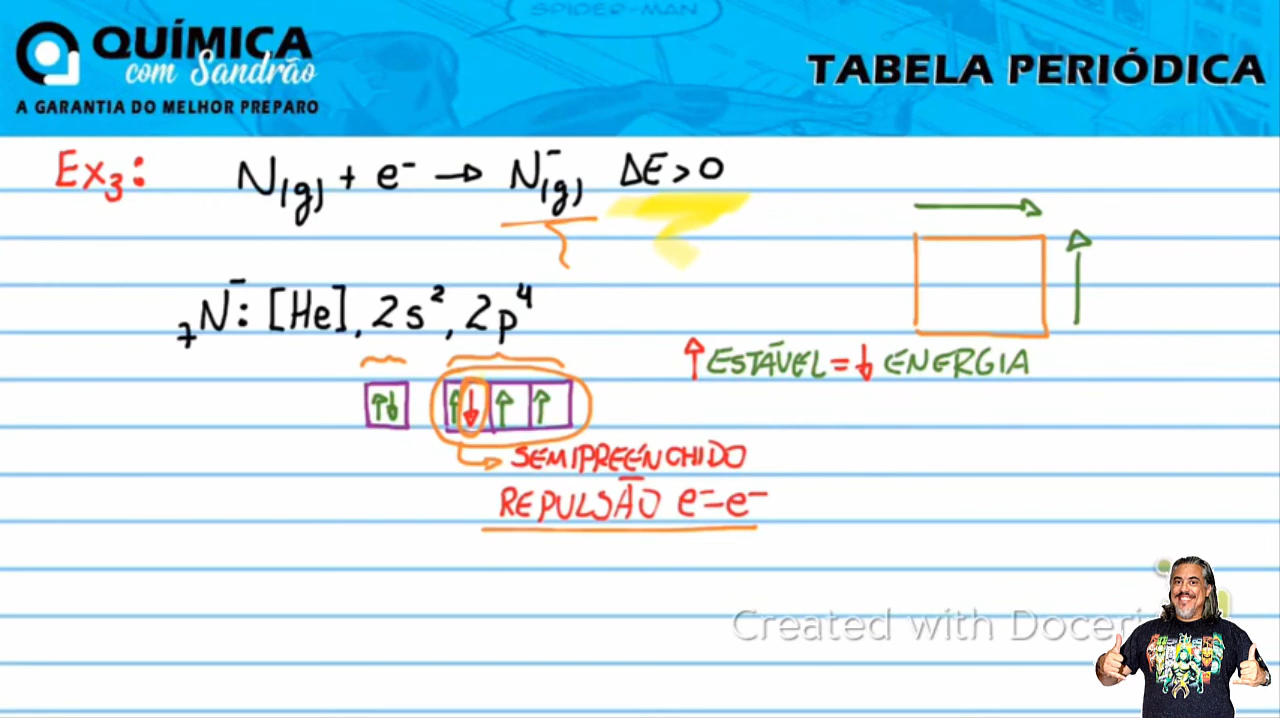 SPIDER-MAN
QUÍMICA
com Sandrão
A GARANTIA DO MELHOR PREPARO
TABELA PERIÓDICA
Ex₃: N(g) + e⁻ → N⁻(g) ΔE > 0
₇N⁻: [He], 2s², 2p⁴
↑ ESTÁVEL = ↓ ENERGIA
SEMIPREENCHIDO
REPULSÃO e⁻–e⁻
Created with Doceri